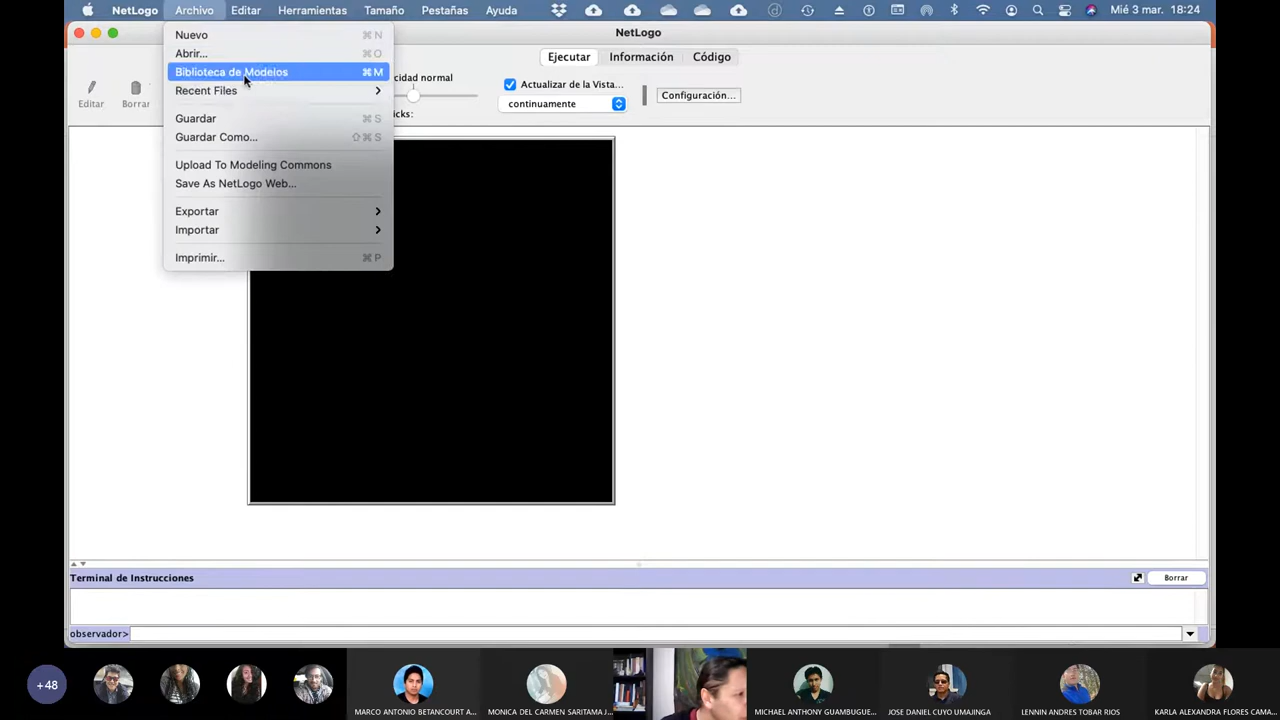 NetLogo Archivo Editar Herramientas Tamaño Pestañas Ayuda Mié 3 mar. 18:24
NetLogo
Nuevo ⌘N
Abrir... ⌘O
Biblioteca de Modelos ⌘M
Recent Files
Guardar ⌘S
Guardar Como... ⇧⌘S
Upload To Modeling Commons
Save As NetLogo Web...
Exportar
Importar
Imprimir... ⌘P
Ejecutar Información Código
Editar Borrar
cidad normal
icks:
Actualizar de la Vista...
continuamente
Configuración...
Terminal de Instrucciones Borrar
observador>
+48
MARCO ANTONIO BETANCOURT A...
MONICA DEL CARMEN SARITAMA J...
MICHAEL ANTHONY GUAMBUGUE...
JOSE DANIEL CUYO UMAJINGA
LENNIN ANDRES TOBAR RIOS
KARLA ALEXANDRA FLORES CAMA...